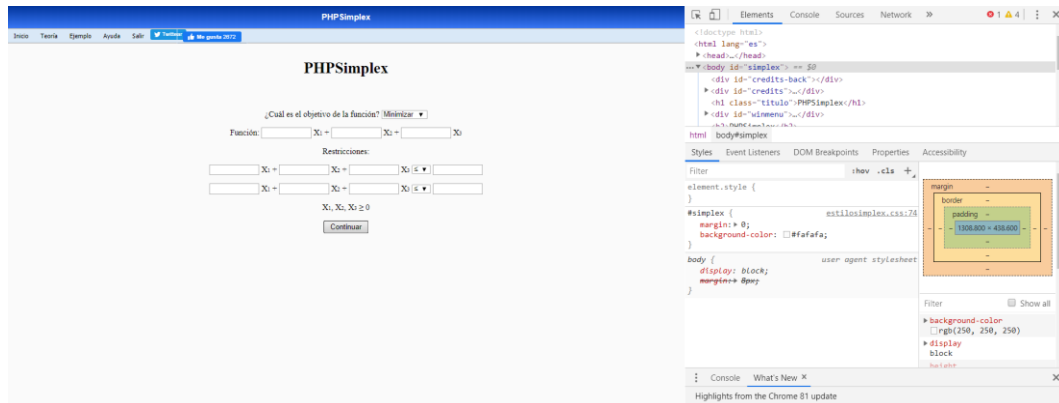 PHPSimplex
Inicio Teoría Ejemplo Ayuda Salir Twittear Me gusta 2872
PHPSimplex
¿Cuál es el objetivo de la función? Minimizar
Función: X1 + X2 + X3
Restricciones:
X1 + X2 + X3 ≤
X1 + X2 + X3 ≤
X1, X2, X3 ≥ 0
Continuar
Elements Console Sources Network » 1 4
<!doctype html>
<html lang="es">
<head>…</head>
<body id="simplex"> == $0
<div id="credits-back"></div>
<div id="credits">…</div>
<h1 class="titulo">PHPSimplex</h1>
<div id="winmenu">…</div>
<h2>PHPSimplex</h2>
html body#simplex
Styles Event Listeners DOM Breakpoints Properties Accessibility
Filter :hov .cls +
element.style {
}
#simplex { estilosimplex.css:74
margin: 0;
background-color: #fafafa;
}
body { user agent stylesheet
display: block;
margin: 8px;
}
margin -
border -
padding -
- - - 1308.800 × 438.600 - - -
-
-
-
Filter Show all
background-color
rgb(250, 250, 250)
display
block
height
Console What's New ×
Highlights from the Chrome 81 update